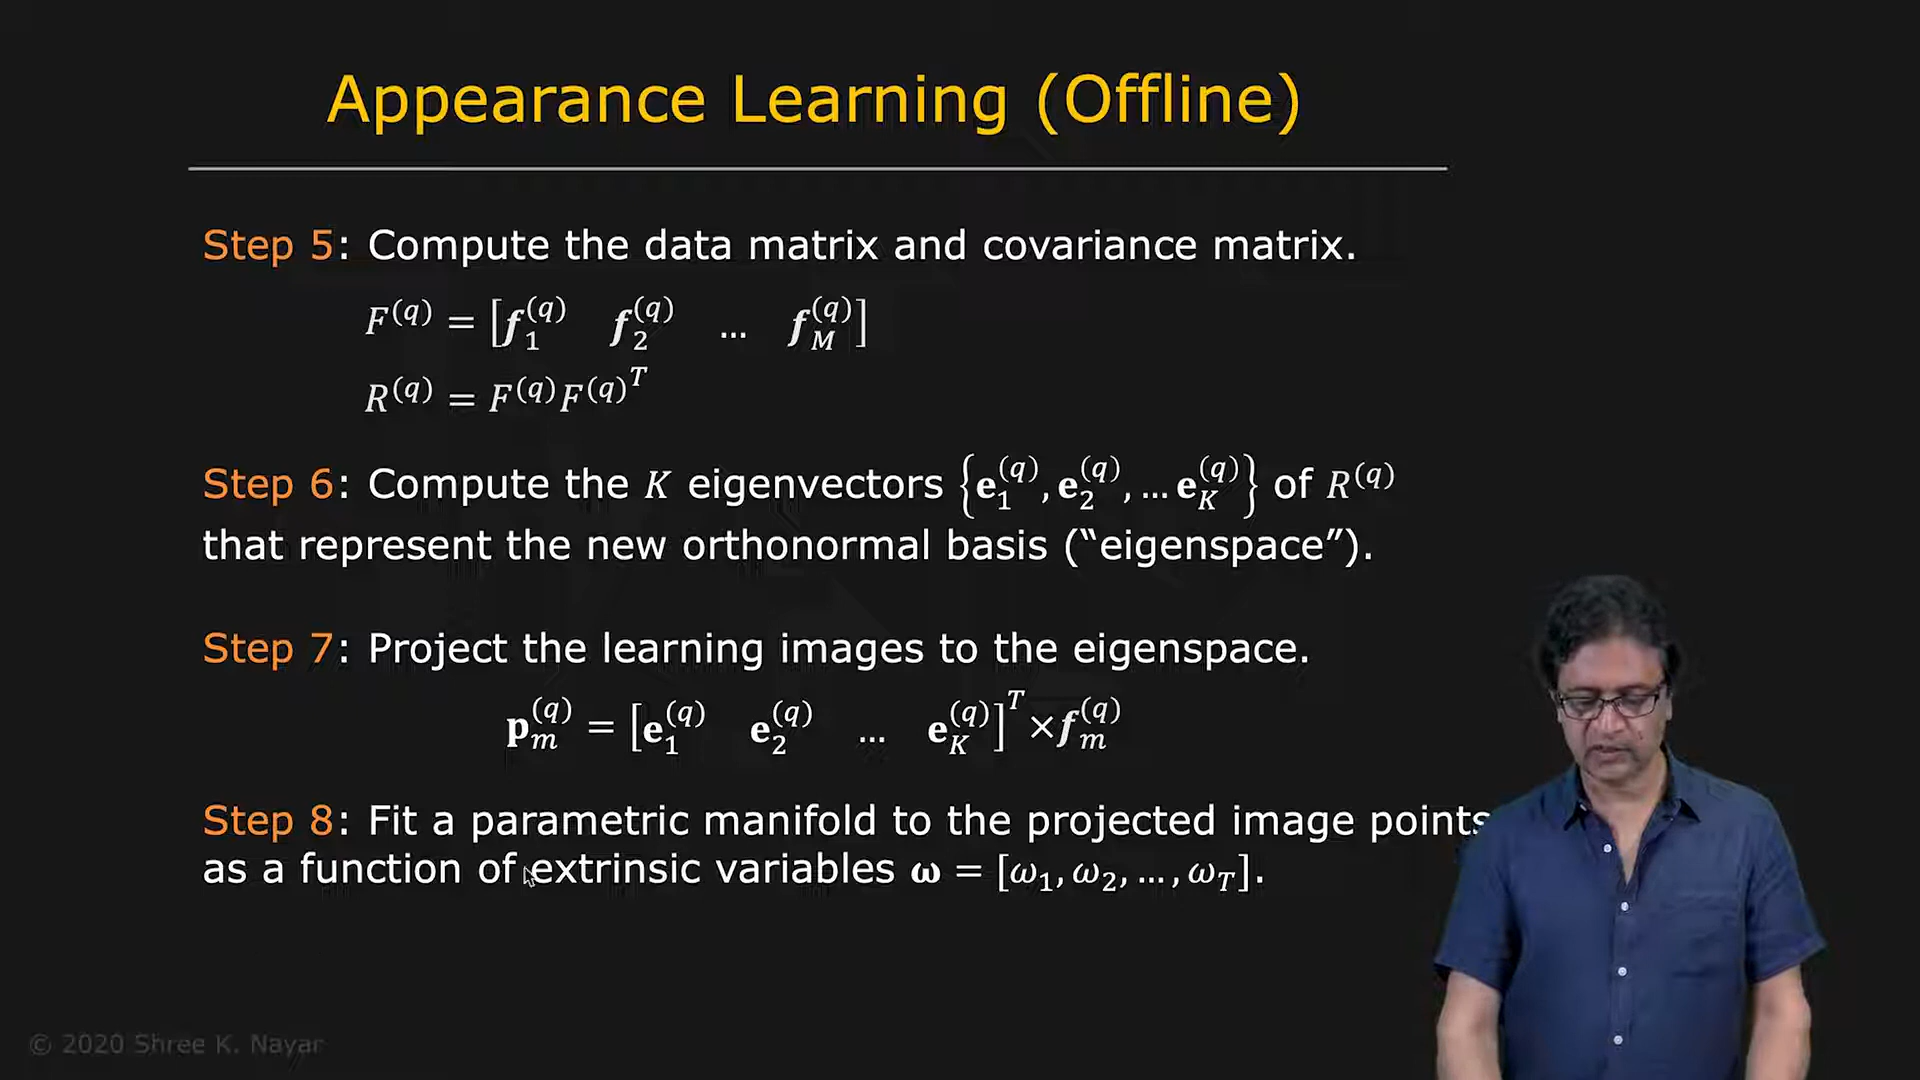 Appearance Learning (Offline)
Step 5: Compute the data matrix and covariance matrix.
F^(q) = [f_1^(q) f_2^(q) … f_M^(q)]
R^(q) = F^(q) F^(q)^T
Step 6: Compute the K eigenvectors {e_1^(q), e_2^(q), … e_K^(q)} of R^(q)
that represent the new orthonormal basis (“eigenspace”).
Step 7: Project the learning images to the eigenspace.
p_m^(q) = [e_1^(q) e_2^(q) … e_K^(q)]^T × f_m^(q)
Step 8: Fit a parametric manifold to the projected image points
as a function of extrinsic variables ω = [ω_1, ω_2, …, ω_T].
© 2020 Shree K. Nayar